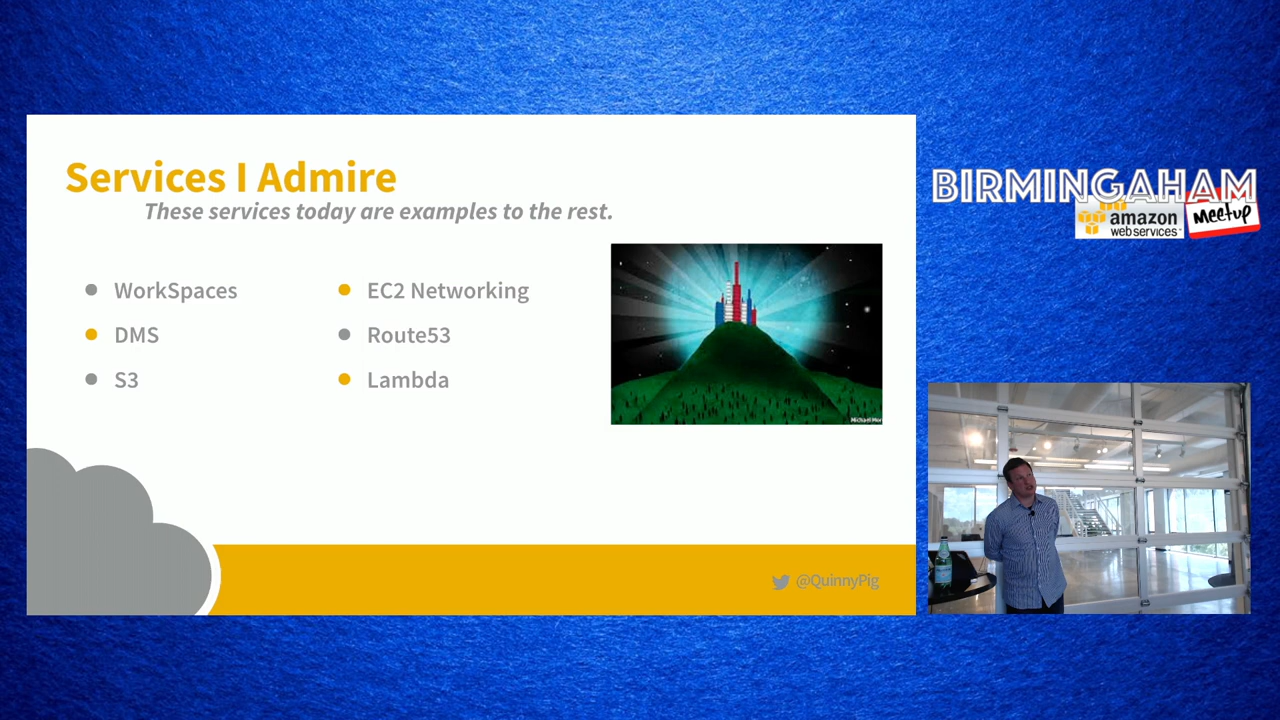 Services I Admire
These services today are examples to the rest.
WorkSpaces
DMS
S3
EC2 Networking
Route53
Lambda
@QuinnyPig
BIRMINGAHAM
amazon
web services
Meetup